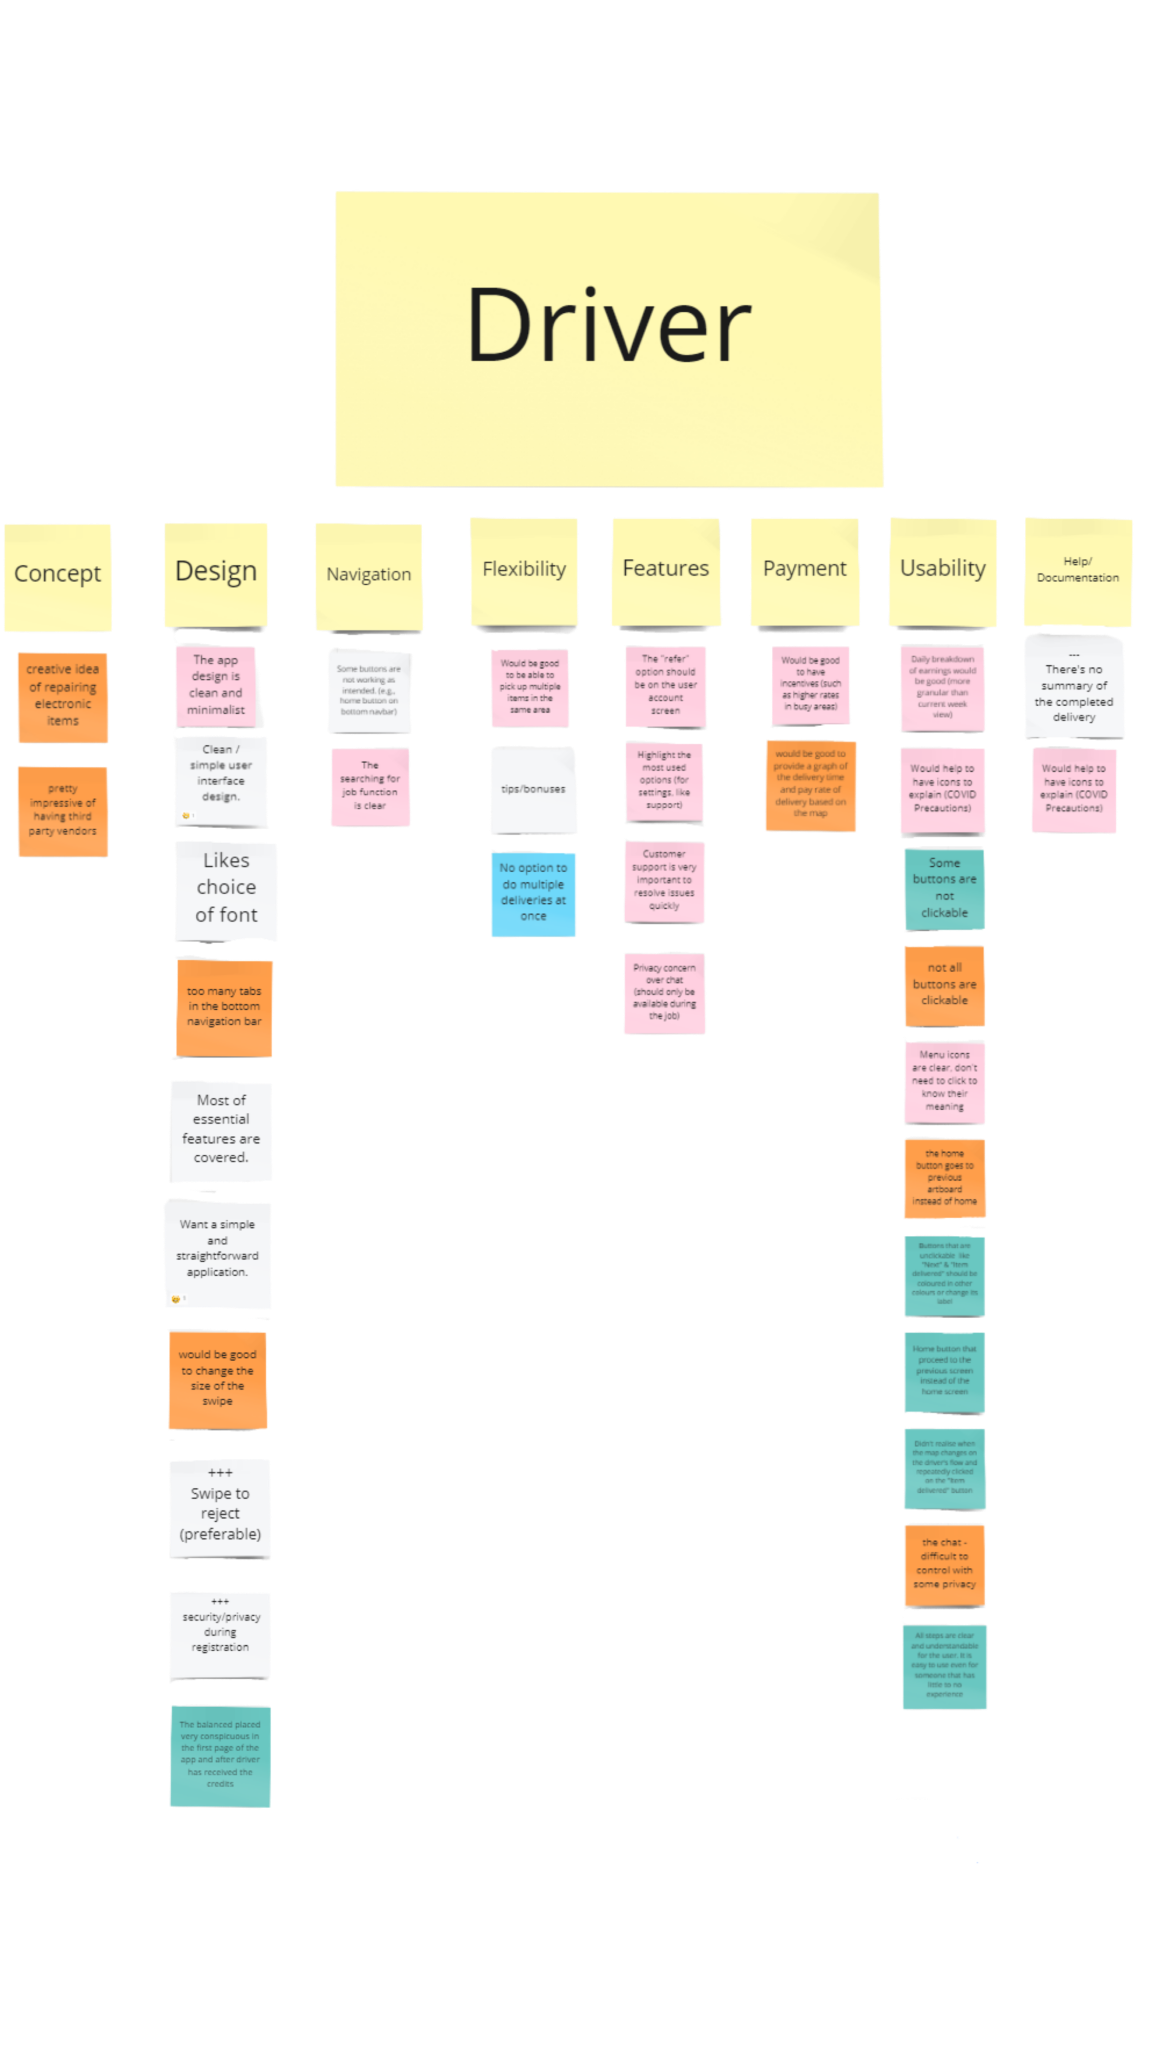 Driver
Concept
creative idea
of repairing
electronic
items
pretty
impressive of
having third
party vendors
Design
The app
design is
clean and
minimalist
Clean /
simple user
interface
design.
Likes
choice
of font
too many tabs
in the bottom
navigation bar
Most of
essential
features are
covered.
Want a simple
and
straightforward
application.
would be good
to change the
size of the
swipe
+++
Swipe to
reject
(preferable)
+++
security/privacy
during
registration
The balanced placed
very conspicuous in
the first page of the
app and after driver
has received the
credits
Navigation
Some buttons are
not working as
intended. (e.g.,
home button on
bottom navbar)
The
searching for
job function
is clear
Flexibility
Would be good
to be able to
pick up multiple
items in the
same area
tips/bonuses
No option to
do multiple
deliveries at
once
Features
The "refer"
option should
be on the user
account
screen
Highlight the
most used
options (for
settings, like
support)
Customer
support is very
important to
resolve issues
quickly
Privacy concern
over chat
(should only be
available during
the job)
Payment
Would be good
to have
incentives (such
as higher rates
in busy areas)
would be good to
provide a graph of
the delivery time
and pay rate of
delivery based on
the map
Usability
Daily breakdown
of earnings would
be good (more
granular than
current week
view)
Would help to
have icons to
explain (COVID
Precautions)
Some
buttons are
not
clickable
not all
buttons are
clickable
Menu icons
are clear, don't
need to click to
know their
meaning
the home
button goes to
previous
artboard
instead of home
Buttons that are
unclickable like
"Next" & "Item
delivered" should be
coloured in other
colours or change its
label
Home button that
proceed to the
previous screen
instead of the
home screen
Didn't realise when
the map changes on
the driver's flow and
repeatedly clicked
on the "Item
delivered" button
the chat -
difficult to
control with
some privacy
All steps are clear
and understandable
for the user. It is
easy to use even for
someone that has
little to no
experience
Help/
Documentation
---
There's no
summary of
the completed
delivery
Would help to
have icons to
explain (COVID
Precautions)